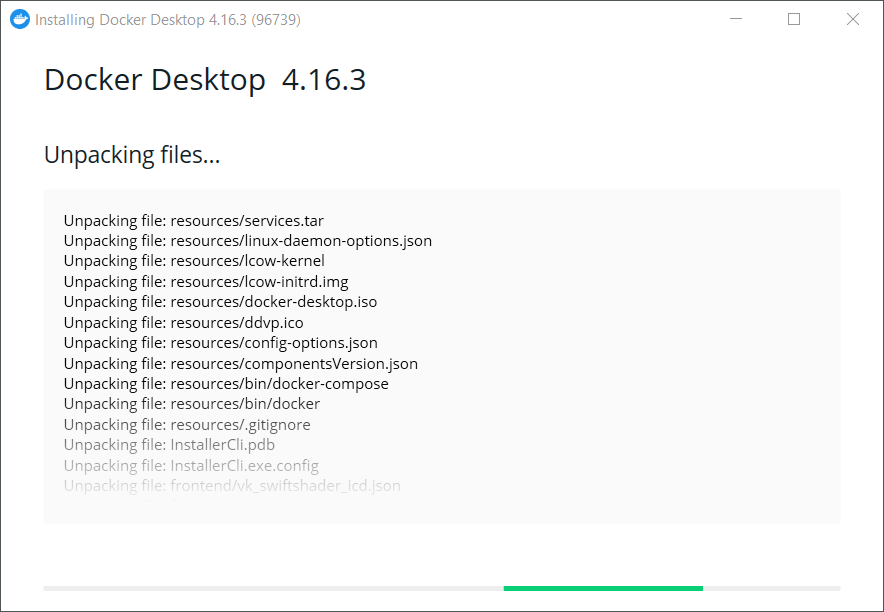 Installing Docker Desktop 4.16.3 (96739)
Docker Desktop 4.16.3
Unpacking files...
Unpacking file: resources/services.tar
Unpacking file: resources/linux-daemon-options.json
Unpacking file: resources/lcow-kernel
Unpacking file: resources/lcow-initrd.img
Unpacking file: resources/docker-desktop.iso
Unpacking file: resources/ddvp.ico
Unpacking file: resources/config-options.json
Unpacking file: resources/componentsVersion.json
Unpacking file: resources/bin/docker-compose
Unpacking file: resources/bin/docker
Unpacking file: resources/.gitignore
Unpacking file: InstallerCli.pdb
Unpacking file: InstallerCli.exe.config
Unpacking file: frontend/vk_swiftshader_icd.json